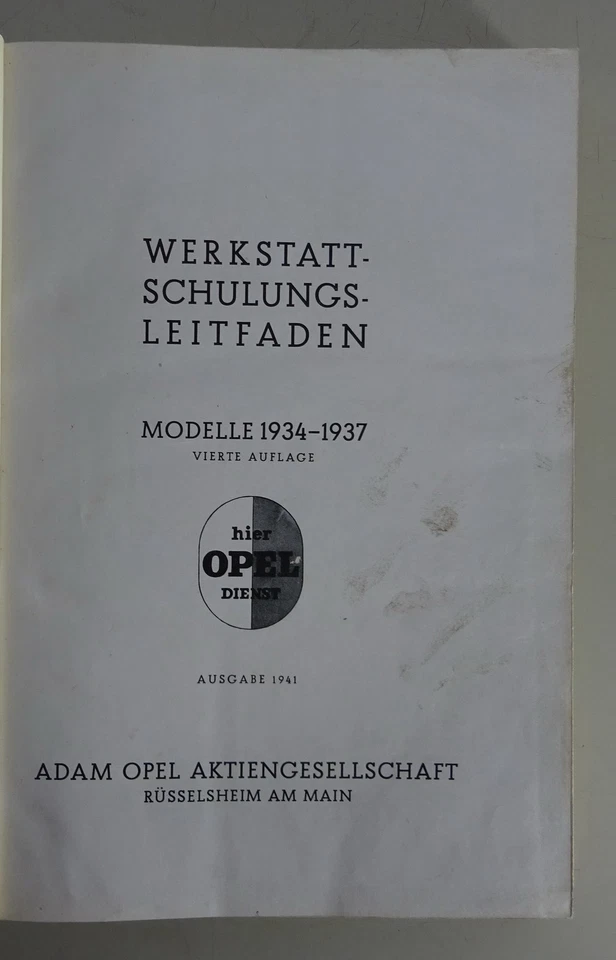 WERKSTATT-
SCHULUNGS-
LEITFADEN
MODELLE 1934–1937
VIERTE AUFLAGE
hier
OPEL
DIENST
AUSGABE 1941
ADAM OPEL AKTIENGESELLSCHAFT
RÜSSELSHEIM AM MAIN